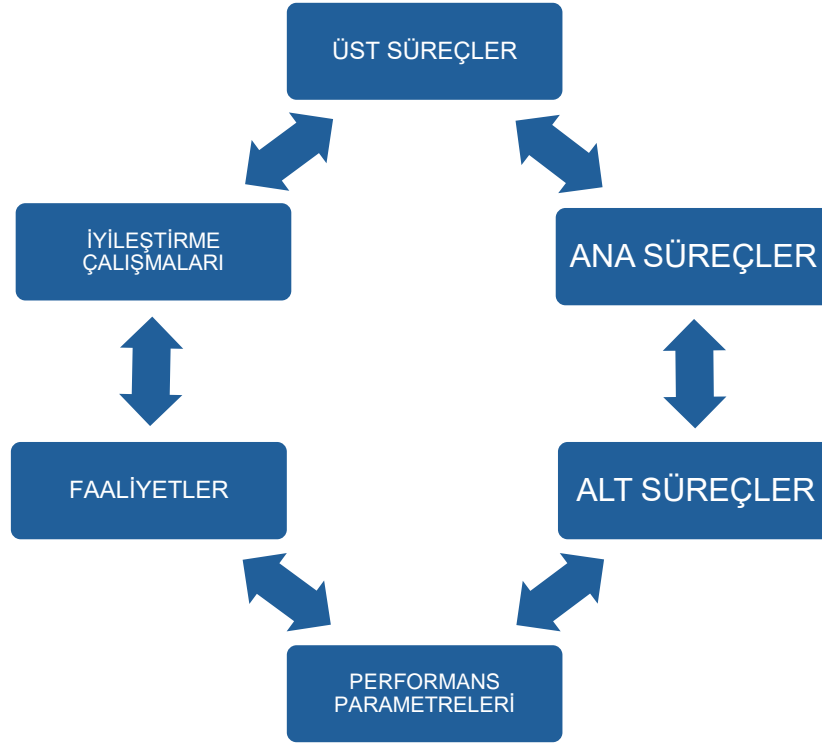 ÜST SÜREÇLER
İYİLEŞTİRME
ÇALIŞMALARI
ANA SÜREÇLER
FAALİYETLER
ALT SÜREÇLER
PERFORMANS
PARAMETRELERİ